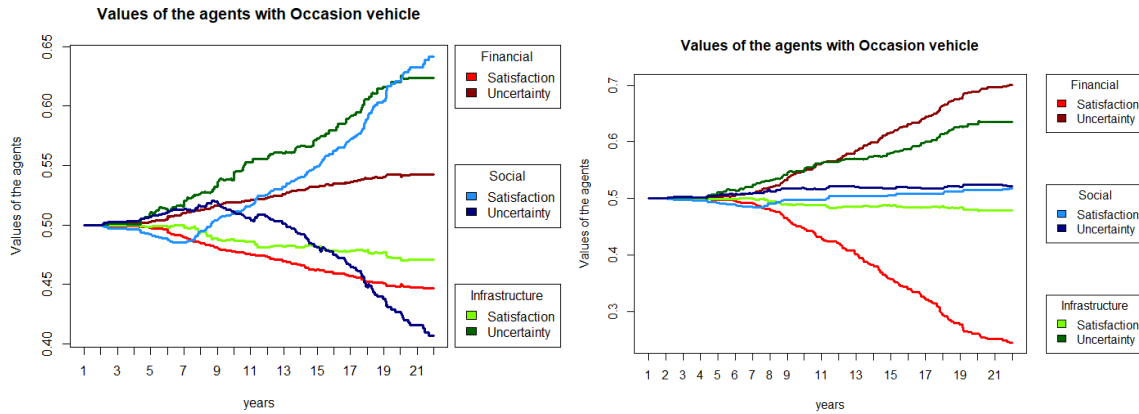 Values of the agents with Occasion vehicle
Values of the agents
0.65
0.60
0.55
0.50
0.45
0.40
1 3 5 7 9 11 13 15 17 19 21
years
Financial
Satisfaction
Uncertainty
Social
Satisfaction
Uncertainty
Infrastructure
Satisfaction
Uncertainty
Values of the agents with Occasion vehicle
Values of the agents
0.7
0.6
0.5
0.4
0.3
1 2 3 4 5 6 7 8 9 11 13 15 17 19 21
years
Financial
Satisfaction
Uncertainty
Social
Satisfaction
Uncertainty
Infrastructure
Satisfaction
Uncertainty